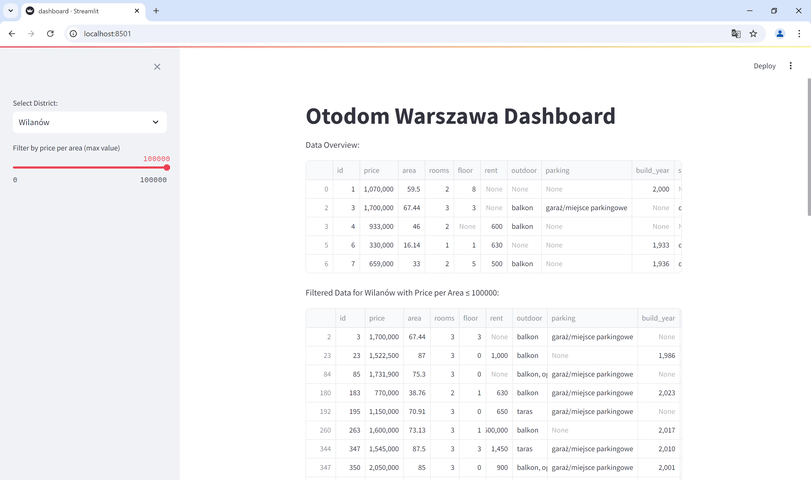 dashboard · Streamlit
localhost:8501
Deploy
Select District:
Wilanów
Filter by price per area (max value)
100000
0 100000
Otodom Warszawa Dashboard
Data Overview:
id price area rooms floor rent outdoor parking build_year s
0 1 1,070,000 59.5 2 8 None None None 2,000
2 3 1,700,000 67.44 3 3 None balkon garaż/miejsce parkingowe None
3 4 933,000 46 2 None 600 balkon None None
5 6 330,000 16.14 1 1 630 None None 1,933
6 7 659,000 33 2 5 500 balkon None 1,936
Filtered Data for Wilanów with Price per Area ≤ 100000:
id price area rooms floor rent outdoor parking build_year
2 3 1,700,000 67.44 3 3 None balkon garaż/miejsce parkingowe None
23 23 1,522,500 87 3 0 1,000 balkon None 1,986
84 85 1,731,900 75.3 3 0 None balkon, o garaż/miejsce parkingowe None
180 183 770,000 38.76 2 1 630 balkon garaż/miejsce parkingowe 2,023
192 195 1,150,000 70.91 3 0 650 taras garaż/miejsce parkingowe None
260 263 1,600,000 73.13 3 1 00,000 balkon None 2,017
344 347 1,545,000 87.5 3 3 1,450 taras garaż/miejsce parkingowe 2,010
347 350 2,050,000 85 3 0 900 balkon, o garaż/miejsce parkingowe 2,001